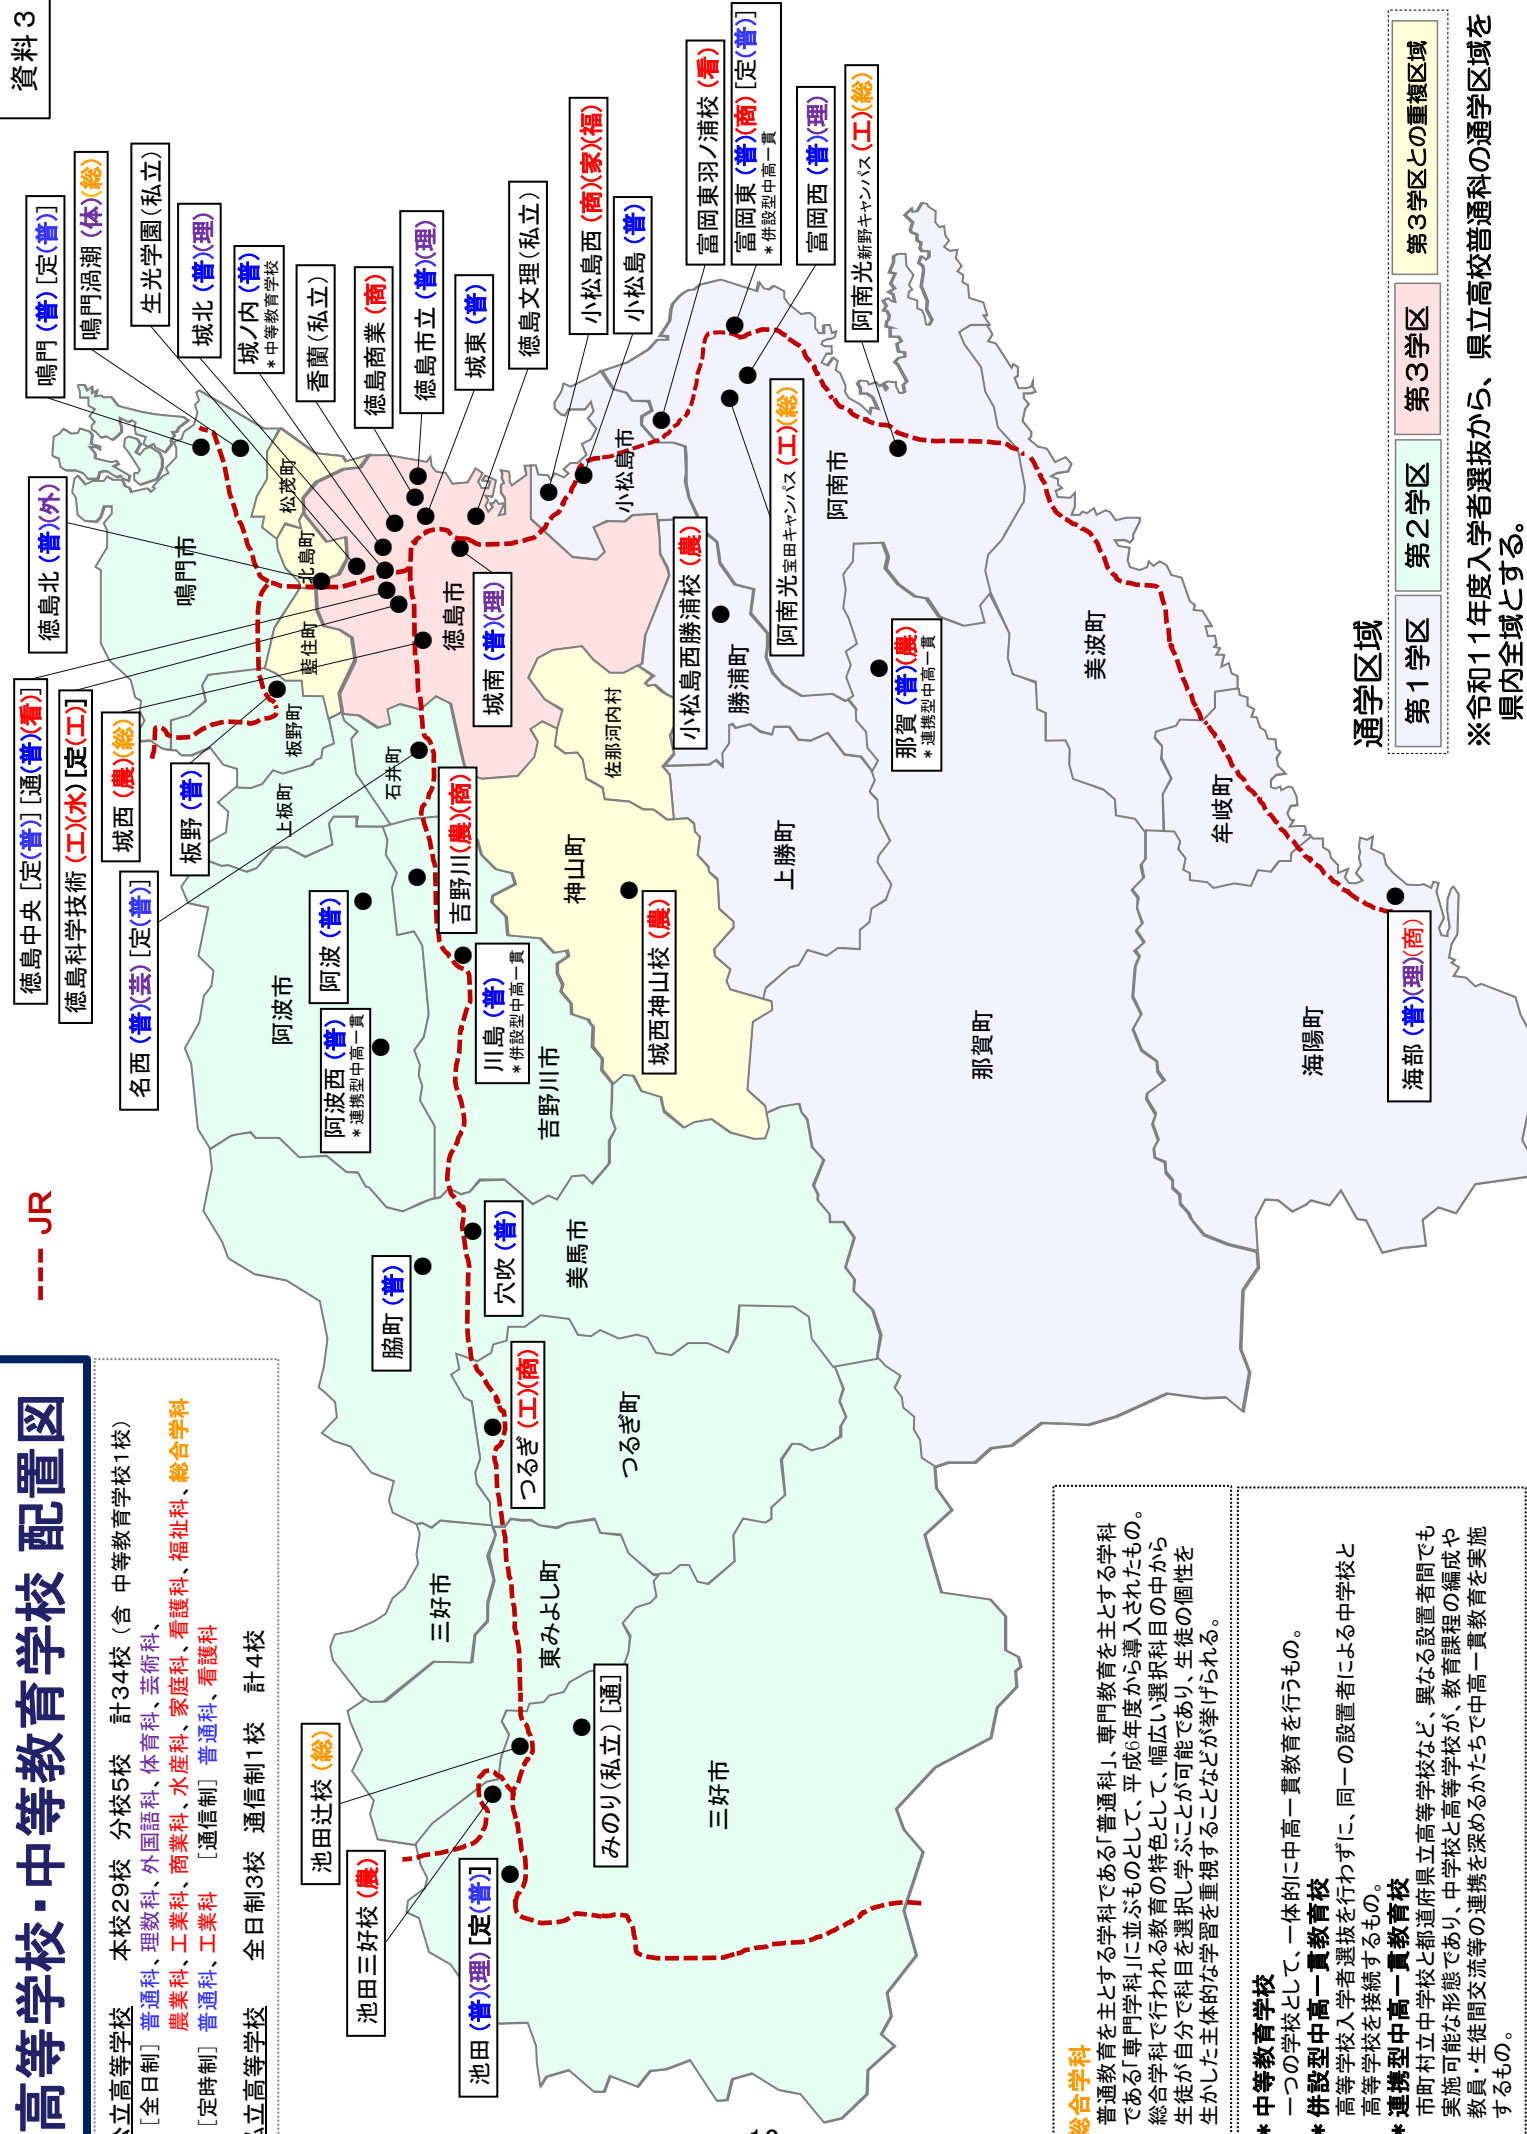 資料３
高等学校・中等教育学校 配置図
--- JR
公立高等学校　本校29校　分校5校　計34校（含 中等教育学校1校）
［全日制］普通科、理数科、外国語科、体育科、芸術科、
農業科、工業科、商業科、水産科、家庭科、看護科、福祉科、総合学科
［定時制］普通科、工業科　［通信制］普通科、看護科
私立高等学校　全日制3校　通信制1校　計4校
鳴門（普）［定（普）］
鳴門渦潮（体）（総）
生光学園（私立）
城北（普）（理）
城ノ内（普）
＊中等教育学校
香蘭（私立）
徳島商業（商）
徳島市立（普）（理）
城東（普）
徳島文理（私立）
小松島西（商）（家）（福）
小松島（普）
富岡東羽ノ浦校（看）
富岡東（普）（商）［定（普）］
＊併設型中高一貫
富岡西（普）（理）
阿南光新野キャンパス（工）（総）
徳島北（普）（外）
徳島中央［定（普）］［通（普）（看）］
徳島科学技術（工）（水）［定（工）］
城西（農）（総）
板野（普）
名西（普）（芸）［定（普）］
城南（普）（理）
小松島西勝浦校（農）
阿南光宝田キャンパス（工）（総）
那賀（普）（農）
＊連携型中高一貫
吉野川（農）（商）
阿波（普）
阿波西（普）
＊連携型中高一貫
川島（普）
＊併設型中高一貫
城西神山校（農）
海部（普）（理）（商）
脇町（普）
穴吹（普）
つるぎ（工）（商）
池田辻校（総）
みのり（私立）［通］
池田三好校（農）
池田（普）（理）［定（普）］
鳴門市
松茂町
北島町
藍住町
板野町
上板町
石井町
徳島市
小松島市
阿南市
勝浦町
佐那河内村
上勝町
神山町
阿波市
吉野川市
美馬市
つるぎ町
三好市
東みよし町
三好市
那賀町
美波町
牟岐町
海陽町
通学区域
第１学区
第２学区
第３学区
第３学区との重複区域
※令和11年度入学者選抜から、県立高校普通科の通学区域を
県内全域とする。
総合学科
普通教育を主とする学科である「普通科」、専門教育を主とする学科
である「専門学科」に並ぶものとして、平成6年度から導入されたもの。
総合学科で行われる教育の特色として、幅広い選択科目の中から
生徒が自分で科目を選択し学ぶことが可能であり、生徒の個性を
生かした主体的な学習を重視することなどが挙げられる。
＊中等教育学校
一つの学校として、一体的に中高一貫教育を行うもの。
＊併設型中高一貫教育校
高等学校入学者選抜を行わずに、同一の設置者による中学校と
高等学校を接続するもの。
＊連携型中高一貫教育校
市町村立中学校と都道府県立高等学校など、異なる設置者間でも
実施可能な形態であり、中学校と高等学校が、教育課程の編成や
教員・生徒間交流等の連携を深めるかたちで中高一貫教育を実施
するもの。